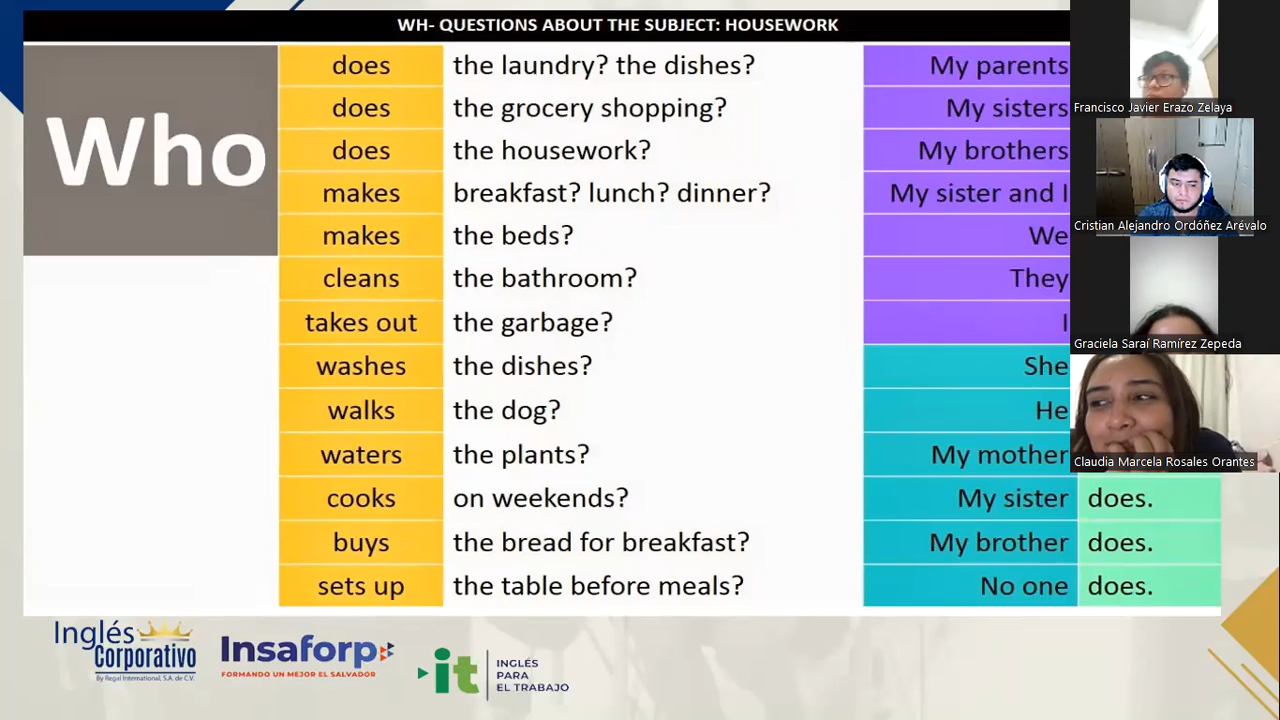 WH- QUESTIONS ABOUT THE SUBJECT: HOUSEWORK
Who
does the laundry? the dishes? My parents
does the grocery shopping? My sisters
does the housework? My brothers
makes breakfast? lunch? dinner? My sister and I
makes the beds? We
cleans the bathroom? They
takes out the garbage? I
washes the dishes? She
walks the dog? He
waters the plants? My mother
cooks on weekends? My sister does.
buys the bread for breakfast? My brother does.
sets up the table before meals? No one does.
Francisco Javier Erazo Zelaya
Cristian Alejandro Ordóñez Arévalo
Graciela Saraí Ramírez Zepeda
Claudia Marcela Rosales Orantes
Inglés
Corporativo
By Regal International, S.A. de C.V.
Insaforp
FORMANDO UN MEJOR EL SALVADOR
it
INGLÉS
PARA
EL TRABAJO